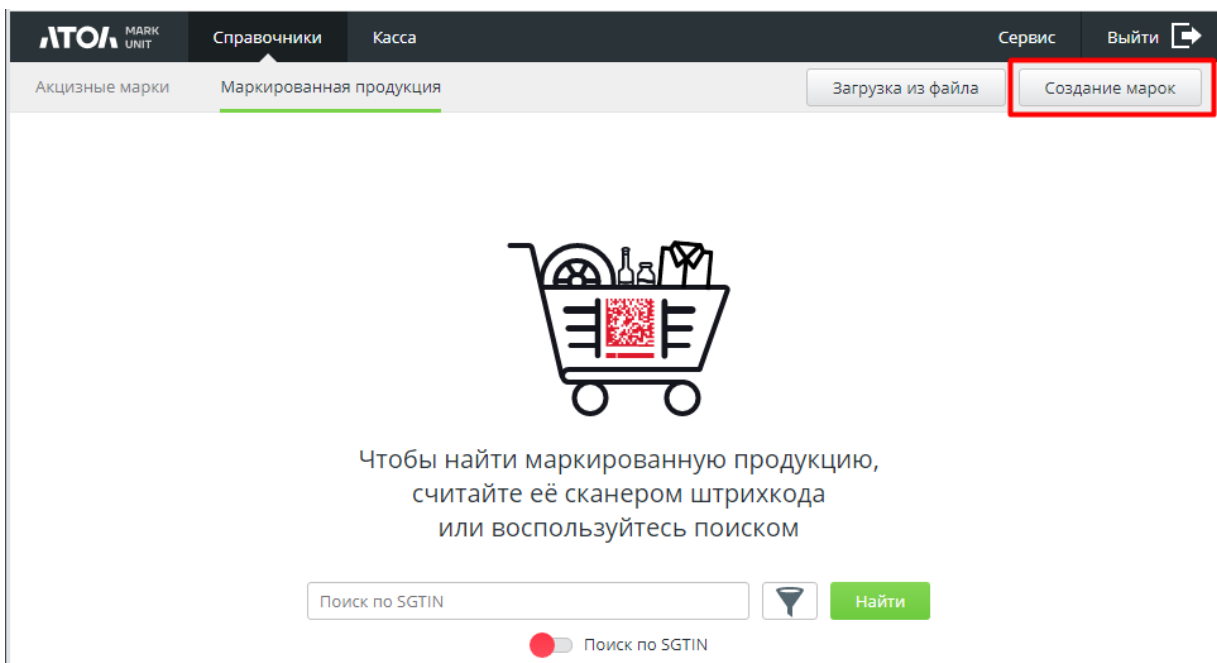 АТОЛ MARK UNIT Справочники Касса Сервис Выйти
Акцизные марки Маркированная продукция Загрузка из файла Создание марок
Чтобы найти маркированную продукцию,
считайте её сканером штрихкода
или воспользуйтесь поиском
Поиск по SGTIN Найти
Поиск по SGTIN